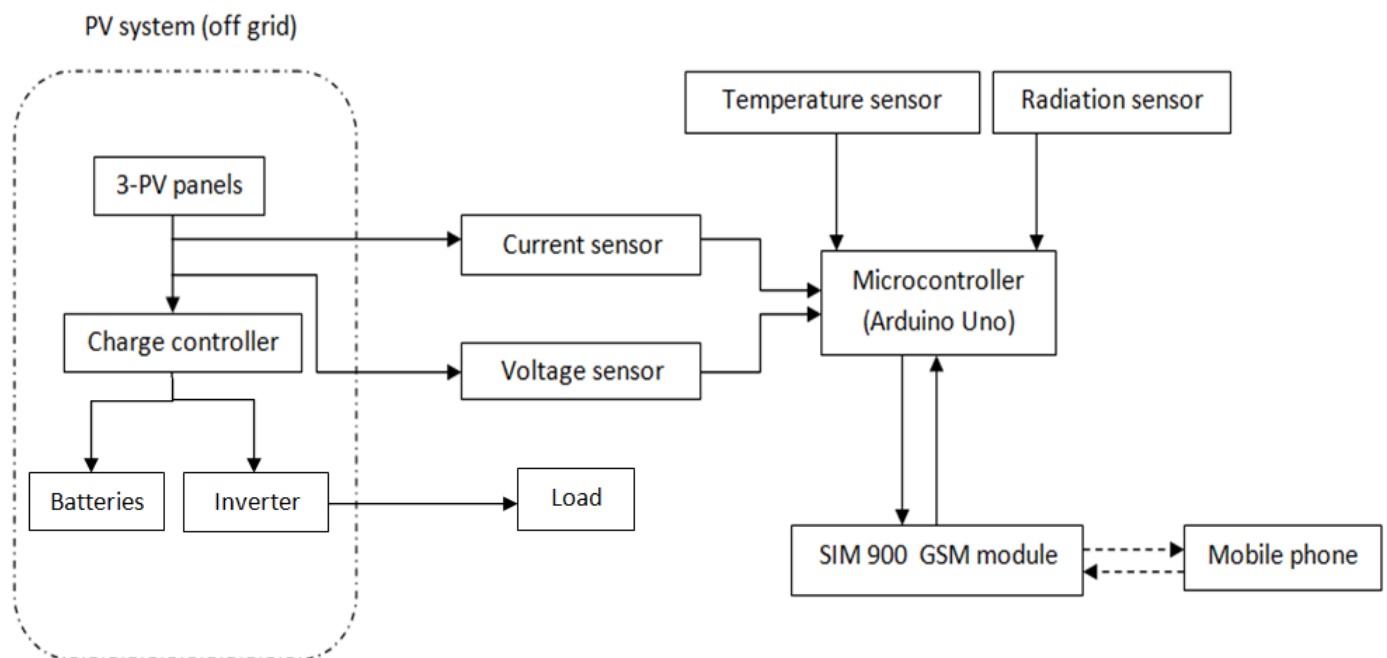 PV system (off grid)
Temperature sensor
Radiation sensor
3-PV panels
Current sensor
Microcontroller
(Arduino Uno)
Charge controller
Voltage sensor
Batteries
Inverter
Load
SIM 900 GSM module
Mobile phone